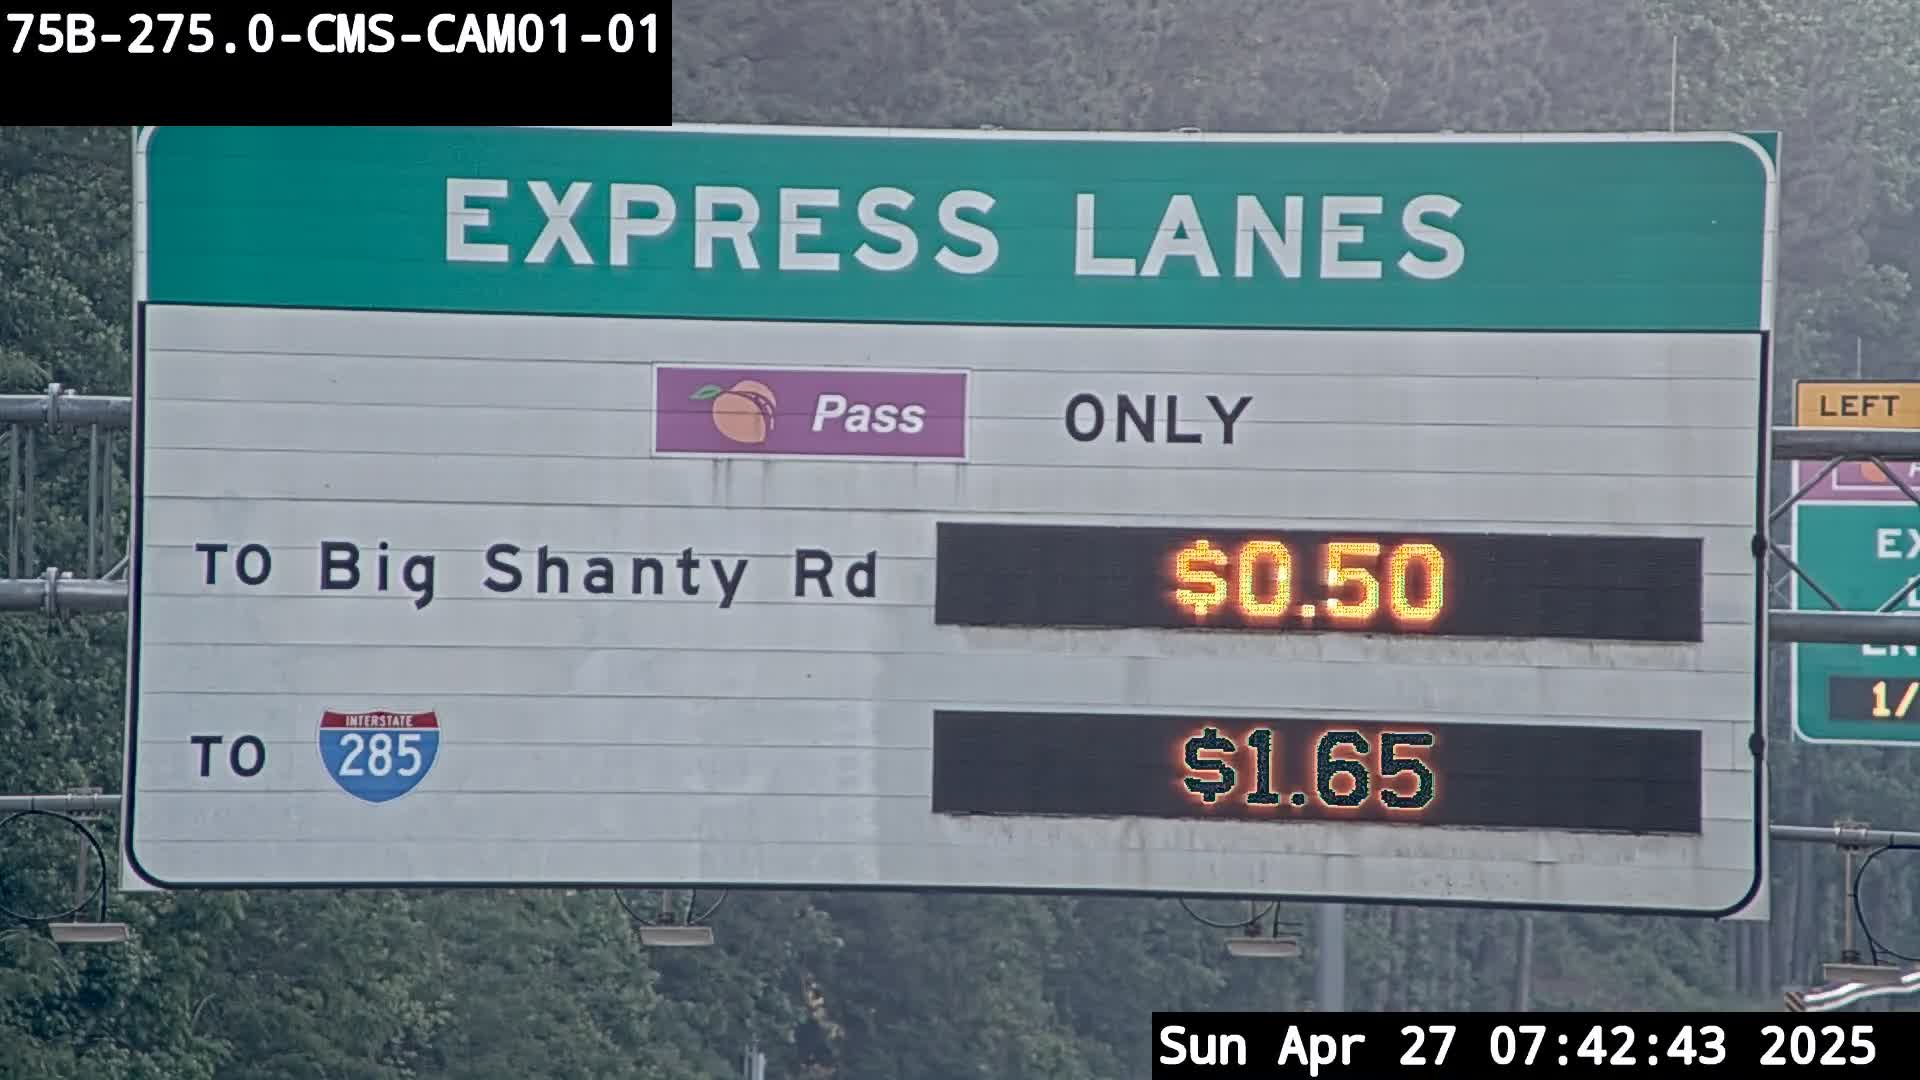 75B-275.0-CMS-CAM01-01
EXPRESS LANES
Pass ONLY
TO Big Shanty Rd $0.50
TO INTERSTATE 285 $1.65
LEFT
1/
Sun Apr 27 07:42:43 2025